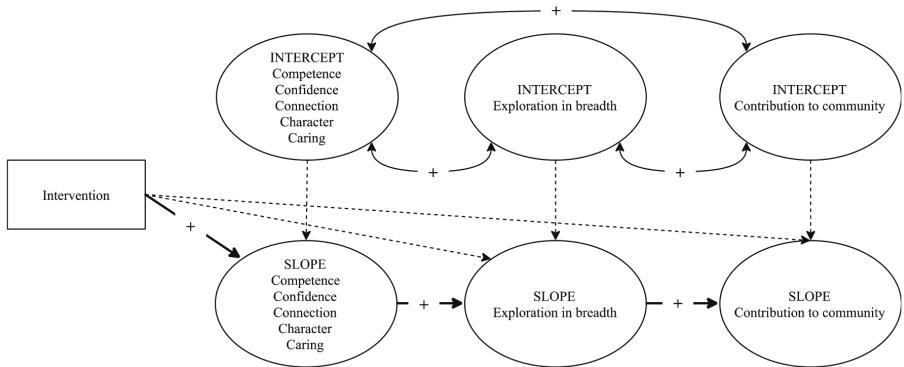 +
INTERCEPT
Competence
Confidence
Connection
Character
Caring
INTERCEPT
Exploration in breadth
INTERCEPT
Contribution to community
+
+
Intervention
+
SLOPE
Competence
Confidence
Connection
Character
Caring
+
SLOPE
Exploration in breadth
+
SLOPE
Contribution to community